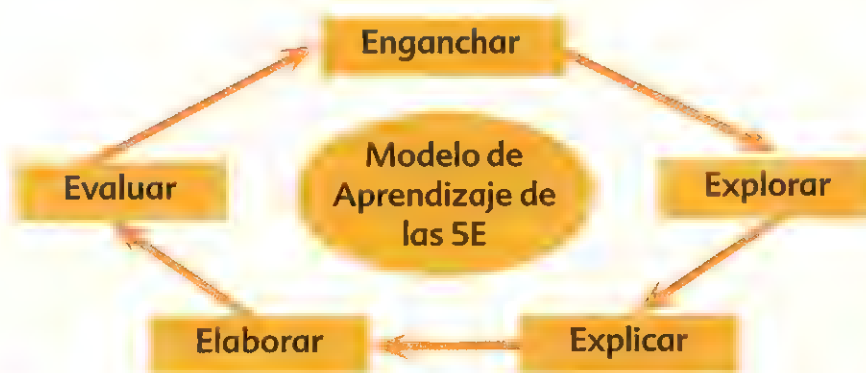 Enganchar
Modelo de
Aprendizaje de
las 5E
Evaluar
Explorar
Elaborar
Explicar